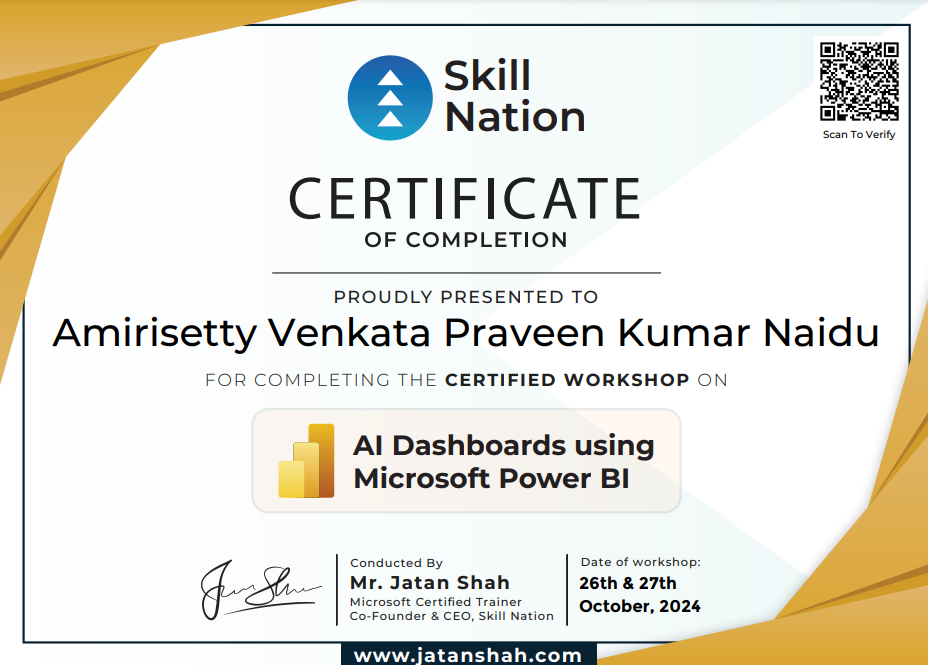 Skill
Nation
Scan To Verify
CERTIFICATE
OF COMPLETION
PROUDLY PRESENTED TO
Amirisetty Venkata Praveen Kumar Naidu
FOR COMPLETING THE CERTIFIED WORKSHOP ON
AI Dashboards using
Microsoft Power BI
Conducted By
Mr. Jatan Shah
Microsoft Certified Trainer
Co-Founder & CEO, Skill Nation
Date of workshop:
26th & 27th
October, 2024
www.jatanshah.com